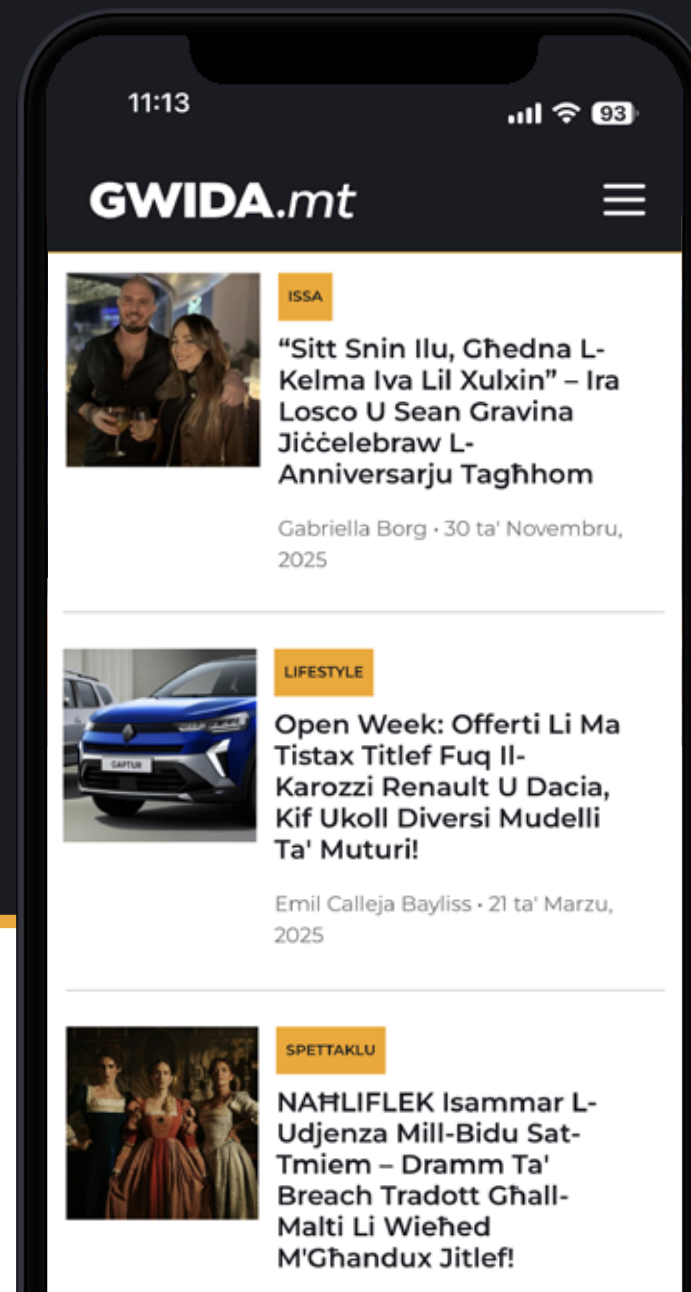 11:13
93
GWIDA.mt
ISSA
“Sitt Snin Ilu, Għedna L-
Kelma Iva Lil Xulxin” – Ira
Losco U Sean Gravina
Jiċċelebraw L-
Anniversarju Tagħhom
Gabriella Borg • 30 ta' Novembru,
2025
LIFESTYLE
Open Week: Offerti Li Ma
Tistax Titlef Fuq Il-
Karozzi Renault U Dacia,
Kif Ukoll Diversi Mudelli
Ta' Muturi!
CAPTUR
Emil Calleja Bayliss • 21 ta' Marzu,
2025
SPETTAKLU
NAĦLIFLEK Isammar L-
Udjenza Mill-Bidu Sat-
Tmiem – Dramm Ta'
Breach Tradott Għall-
Malti Li Wieħed
M'Għandux Jitlef!